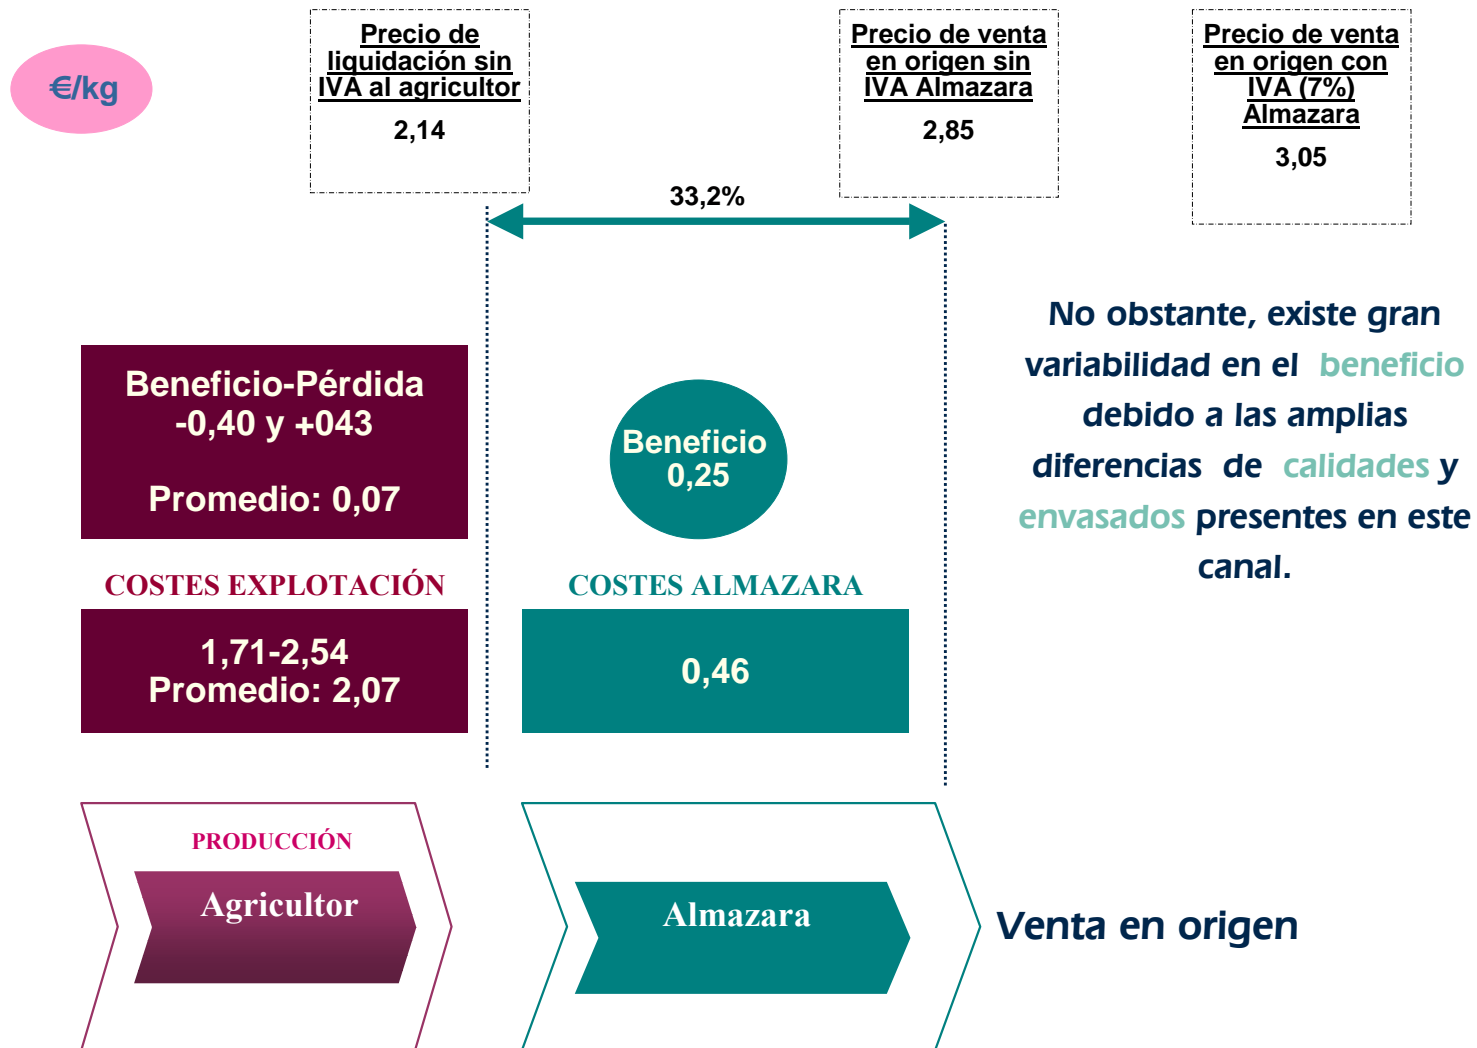 €/kg
Precio de
liquidación sin
IVA al agricultor
2,14
Precio de venta
en origen sin
IVA Almazara
2,85
Precio de venta
en origen con
IVA (7%)
Almazara
3,05
33,2%
Beneficio-Pérdida
-0,40 y +043
Promedio: 0,07
Beneficio
0,25
No obstante, existe gran
variabilidad en el beneficio
debido a las amplias
diferencias de calidades y
envasados presentes en este
canal.
COSTES EXPLOTACIÓN
1,71-2,54
Promedio: 2,07
COSTES ALMAZARA
0,46
PRODUCCIÓN
Agricultor
Almazara
Venta en origen